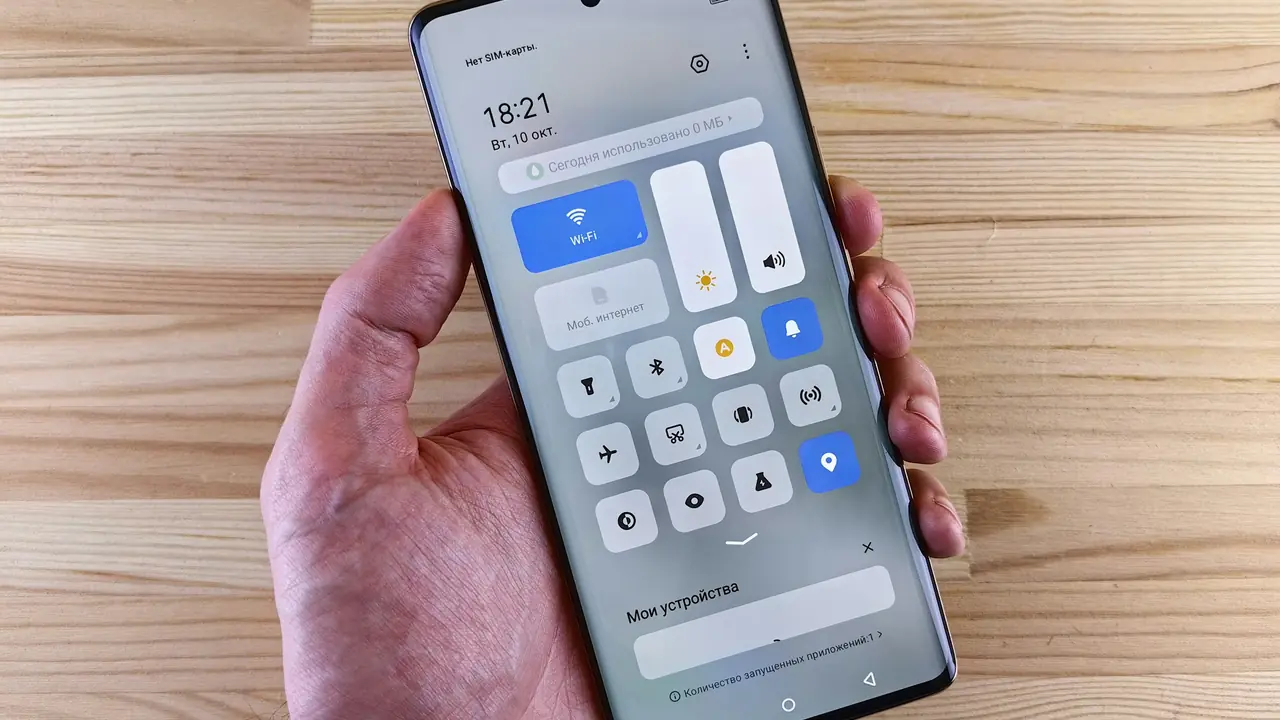 Нет SIM-карты.
18:21
Вт, 10 окт.
Сегодня использовано 0 МБ
Wi-Fi
Моб. интернет
A
Мои устройства
Количество запущенных приложений:1